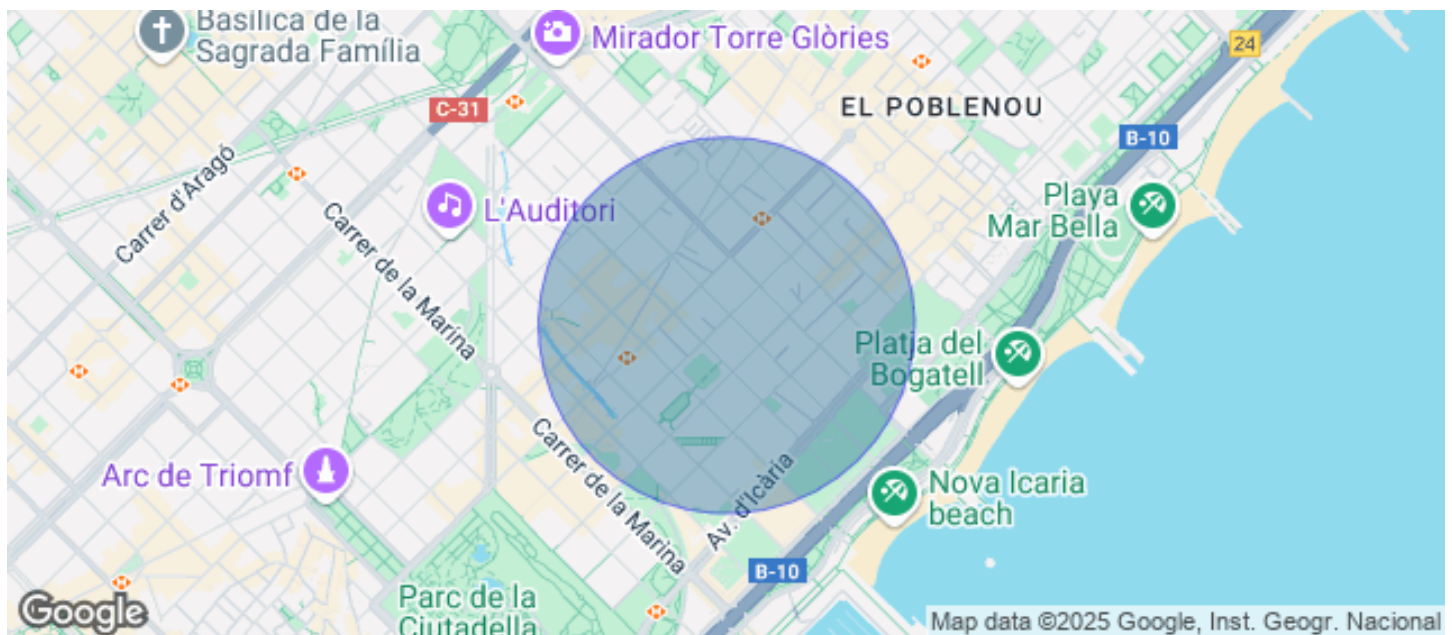 Basílica de la
Sagrada Família
Mirador Torre Glòries
24
C-31
EL POBLENOU
B-10
Carrer d'Aragó
L'Auditori
Playa
Mar Bella
Carrer de la Marina
Platja del
Bogatell
Arc de Triomf
Carrer de la Marina
Av. d'Icària
Nova Icaria
beach
B-10
Parc de la
Ciutadella
Google
Map data ©2025 Google, Inst. Geogr. Nacional